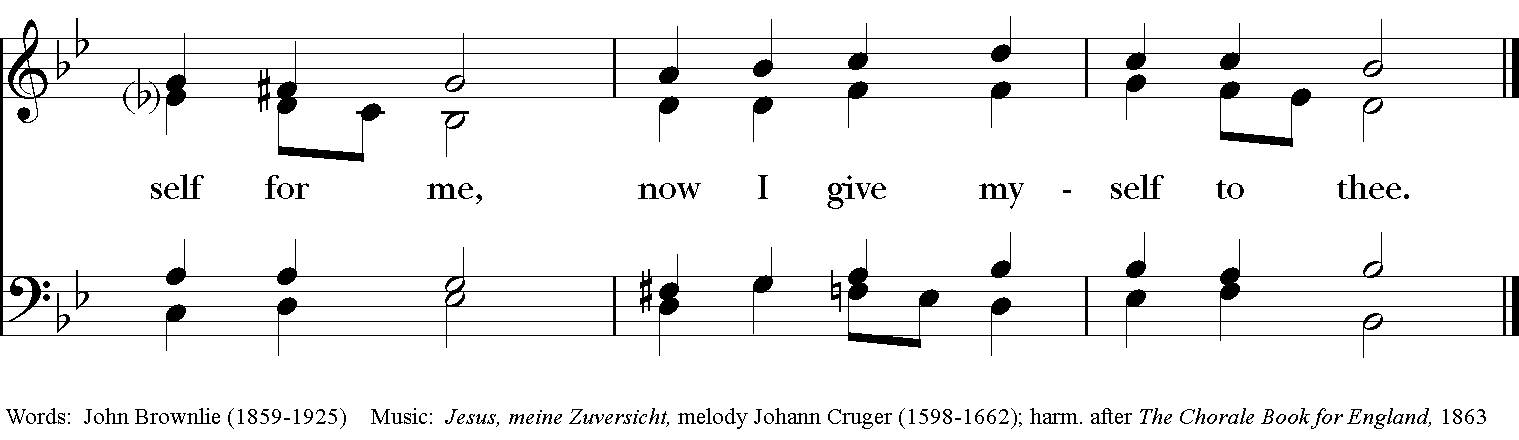 self for me, now I give my - self to thee.
Words: John Brownlie (1859-1925) Music: Jesus, meine Zuversicht, melody Johann Cruger (1598-1662); harm. after The Chorale Book for England, 1863